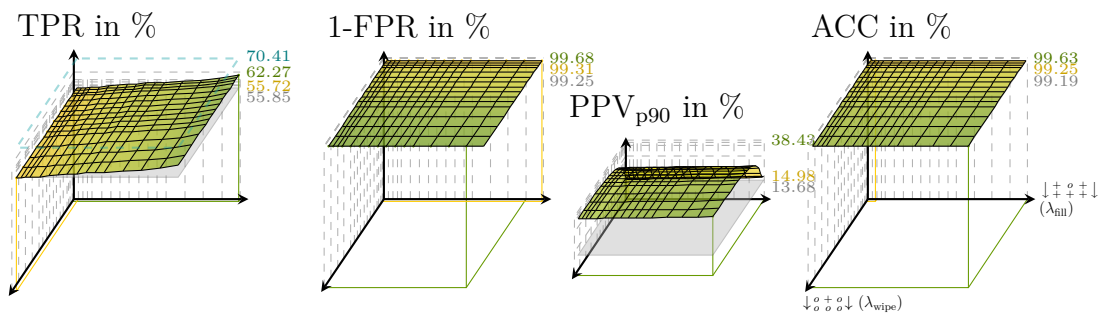 TPR in %
70.41
62.27
55.72
55.85
1-FPR in %
99.68
99.31
99.25
PPVp90 in %
38.43
14.98
13.68
ACC in %
99.63
99.25
99.19
↓+ o +↓
+ + +
(λfill)
↓o + o↓ (λwipe)
o o o